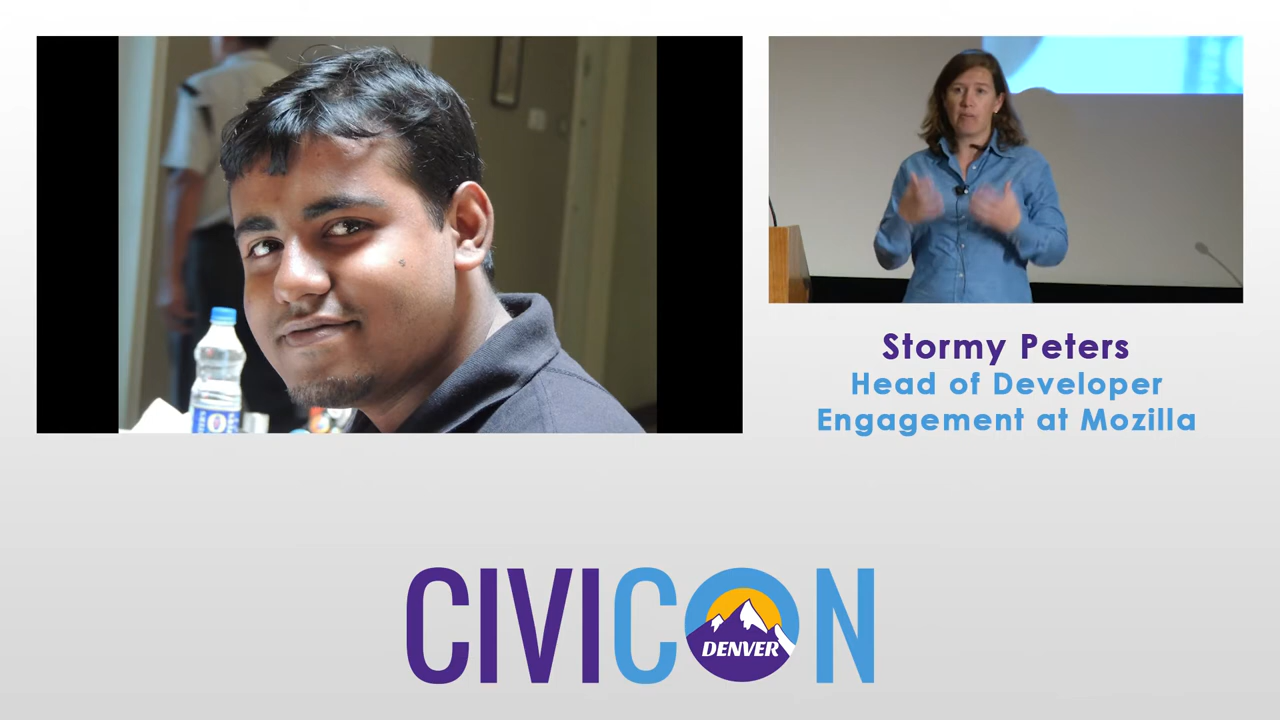 Stormy Peters
Head of Developer
Engagement at Mozilla
CIVICON
DENVER